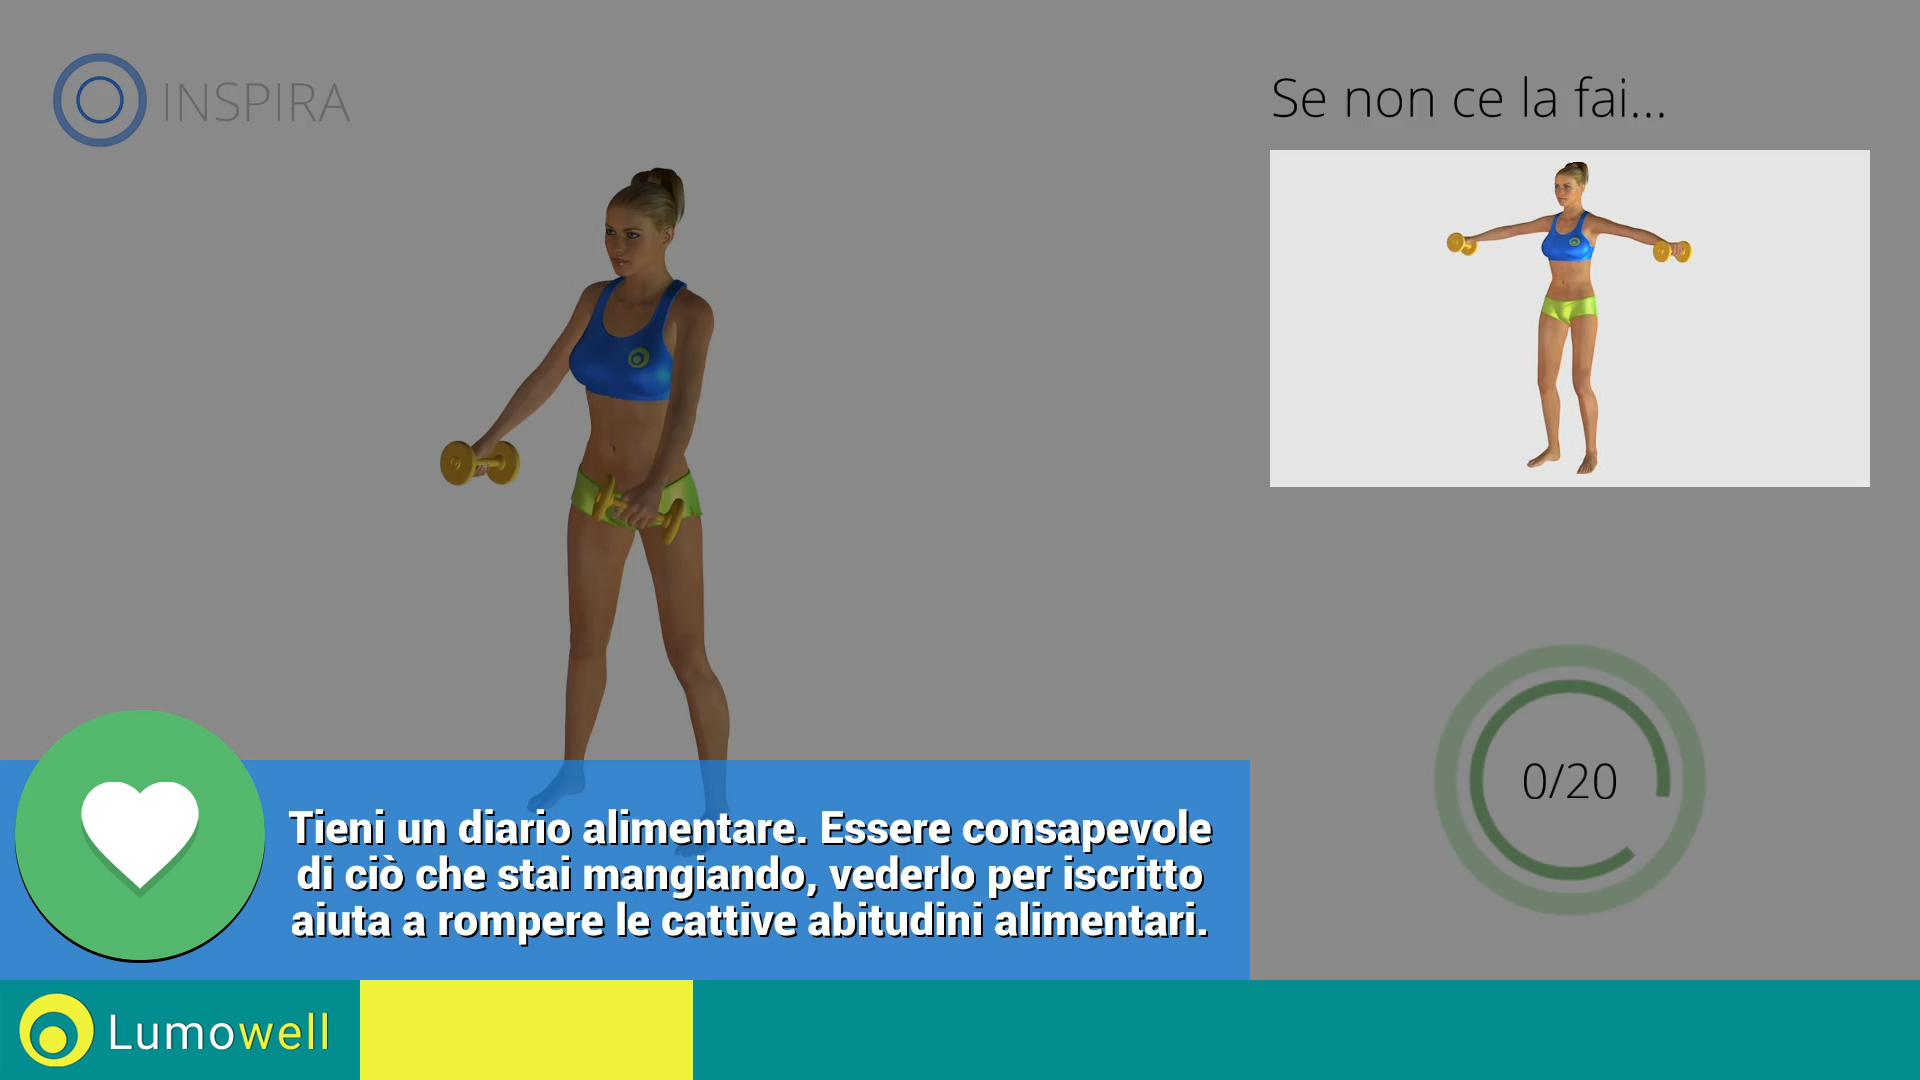 INSPIRA
Se non ce la fai...
0/20
Tieni un diario alimentare. Essere consapevole
di ciò che stai mangiando, vederlo per iscritto
aiuta a rompere le cattive abitudini alimentari.
Lumowell